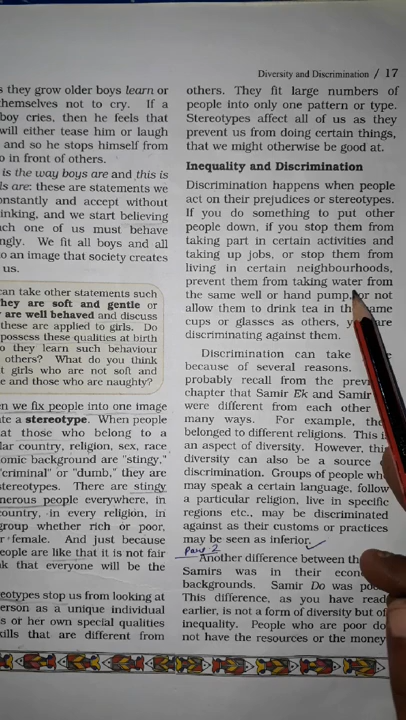 Diversity and Discrimination / 17
s they grow older boys learn or
themselves not to cry. If a
boy cries, then he feels that
will either tease him or laugh
and so he stops himself from
o in front of others.
is the way boys are and this is
ls are: these are statements we
onstantly and accept without
inking, and we start believing
ach one of us must behave
ngly. We fit all boys and all
to an image that society creates
us.
can take other statements such
They are soft and gentle or
are well behaved and discuss
these are applied to girls. Do
possess these qualities at birth
o they learn such behaviour
others? What do you think
t girls who are not soft and
e and those who are naughty?
en we fix people into one image
ate a stereotype. When people
at those who belong to a
lar country, religion, sex, race
omic background are "stingy,"
"criminal" or "dumb," they are
stereotypes. There are stingy
nerous people everywhere, in
country, in every religion, in
group whether rich or poor,
r female. And just because
eople are like that it is not fair
k that everyone will be the
eotypes stop us from looking at
erson as a unique individual
s or her own special qualities
kills that are different from
others. They fit large numbers of
people into only one pattern or type.
Stereotypes affect all of us as they
prevent us from doing certain things,
that we might otherwise be good at.
Inequality and Discrimination
Discrimination happens when people
act on their prejudices or stereotypes.
If you do something to put other
people down, if you stop them from
taking part in certain activities and
taking up jobs, or stop them from
living in certain neighbourhoods,
prevent them from taking water from
the same well or hand pump, or not
allow them to drink tea in the same
cups or glasses as others, you are
discriminating against them.
Discrimination can take
because of several reasons.
probably recall from the previ
chapter that Samir Ek and Samir
were different from each other
many ways. For example, the
belonged to different religions. This i
an aspect of diversity. However, this
diversity can also be a source o
discrimination. Groups of people wh
may speak a certain language, follow
a particular religion, live in specific
regions etc., may be discriminated
against as their customs or practices
may be seen as inferior.
Part 2
Another difference between th
Samirs was in their econo
backgrounds. Samir Do was poo
This difference, as you have read
earlier, is not a form of diversity but of
inequality. People who are poor do
not have the resources or the money